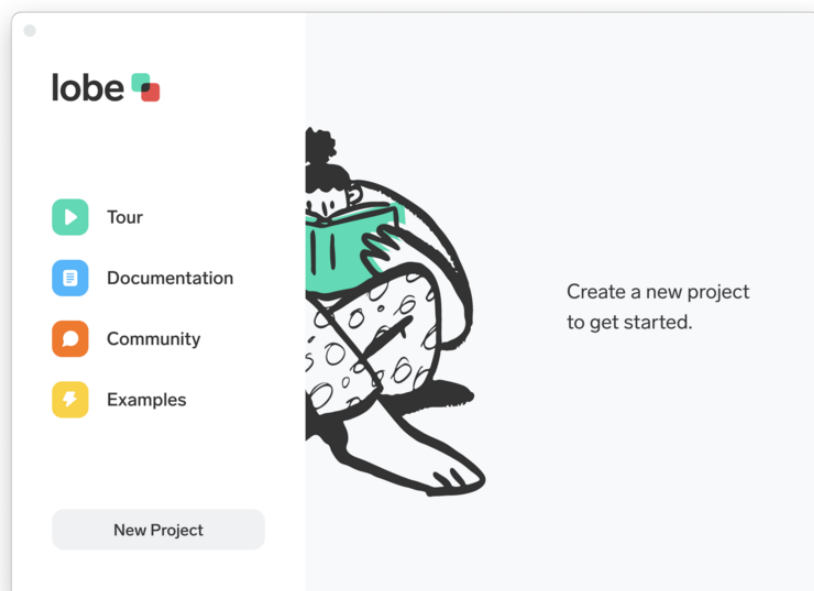 lobe
Tour
Documentation
Community
Examples
New Project
Create a new project
to get started.